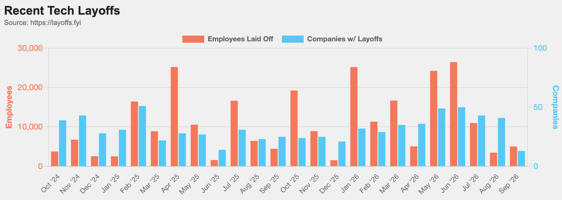 Recent Tech Layoffs
Source: https://layoffs.fyi
Employees Laid Off
Companies w/ Layoffs
30,000
20,000
10,000
0
Employees
100
50
0
Companies
Oct '24
Nov '24
Dec '24
Jan '25
Feb '25
Mar '25
Apr '25
May '25
Jun '25
Jul '25
Aug '25
Sep '25
Oct '25
Nov '25
Dec '25
Jan '26
Feb '26
Mar '26
Apr '26
May '26
Jun '26
Jul '26
Aug '26
Sep '26